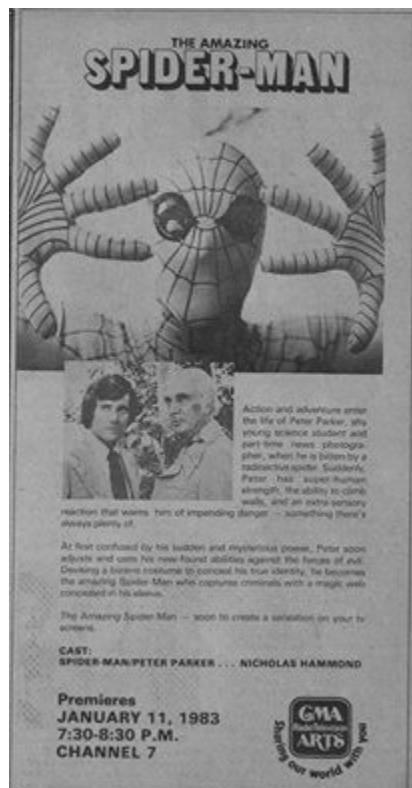 THE AMAZING
SPIDER-MAN
Action and adventure enter
the life of Peter Parker, shy
young science student and
part-time news photogra-
pher, when he is bitten by a
radioactive spider. Suddenly,
Peter has super-human
strength, the ability to climb
walls, and an extra-sensory
reaction that warns him of impending danger — something there's
always plenty of.
At first confused by his sudden and mysterious power, Peter soon
adjusts and uses his new-found abilities against the forces of evil.
Devising a bizarre costume to conceal his true identity, he becomes
the amazing Spider-Man who captures criminals with a magic web
concealed in his sleeve.
The Amazing Spider-Man — soon to create a sensation on your tv
screens.
CAST:
SPIDER-MAN/PETER PARKER . . . NICHOLAS HAMMOND
Premieres
JANUARY 11, 1983
7:30-8:30 P.M.
CHANNEL 7
GMA
ARTS
Sharing our world with you